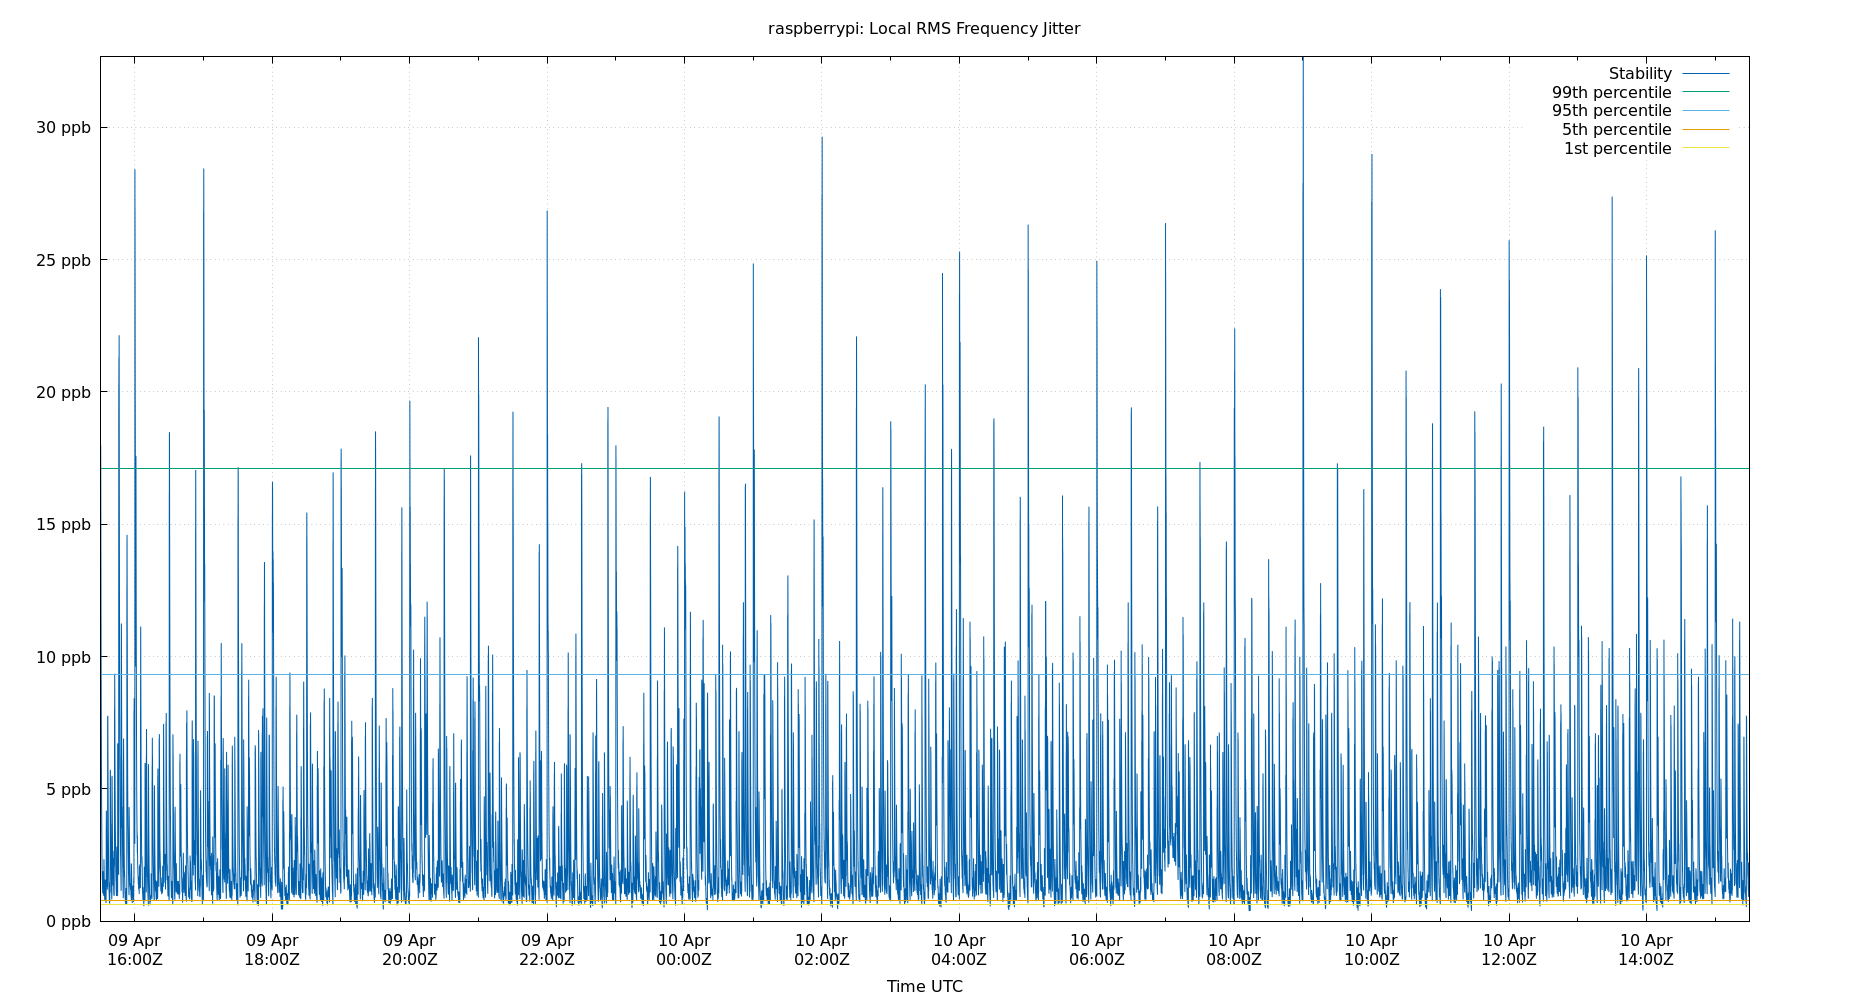 raspberrypi: Local RMS Frequency Jitter
Stability
99th percentile
95th percentile
5th percentile
1st percentile
30 ppb
25 ppb
20 ppb
15 ppb
10 ppb
5 ppb
0 ppb
09 Apr 09 Apr 09 Apr 09 Apr 10 Apr 10 Apr 10 Apr 10 Apr 10 Apr 10 Apr 10 Apr 10 Apr
16:00Z 18:00Z 20:00Z 22:00Z 00:00Z 02:00Z 04:00Z 06:00Z 08:00Z 10:00Z 12:00Z 14:00Z
Time UTC